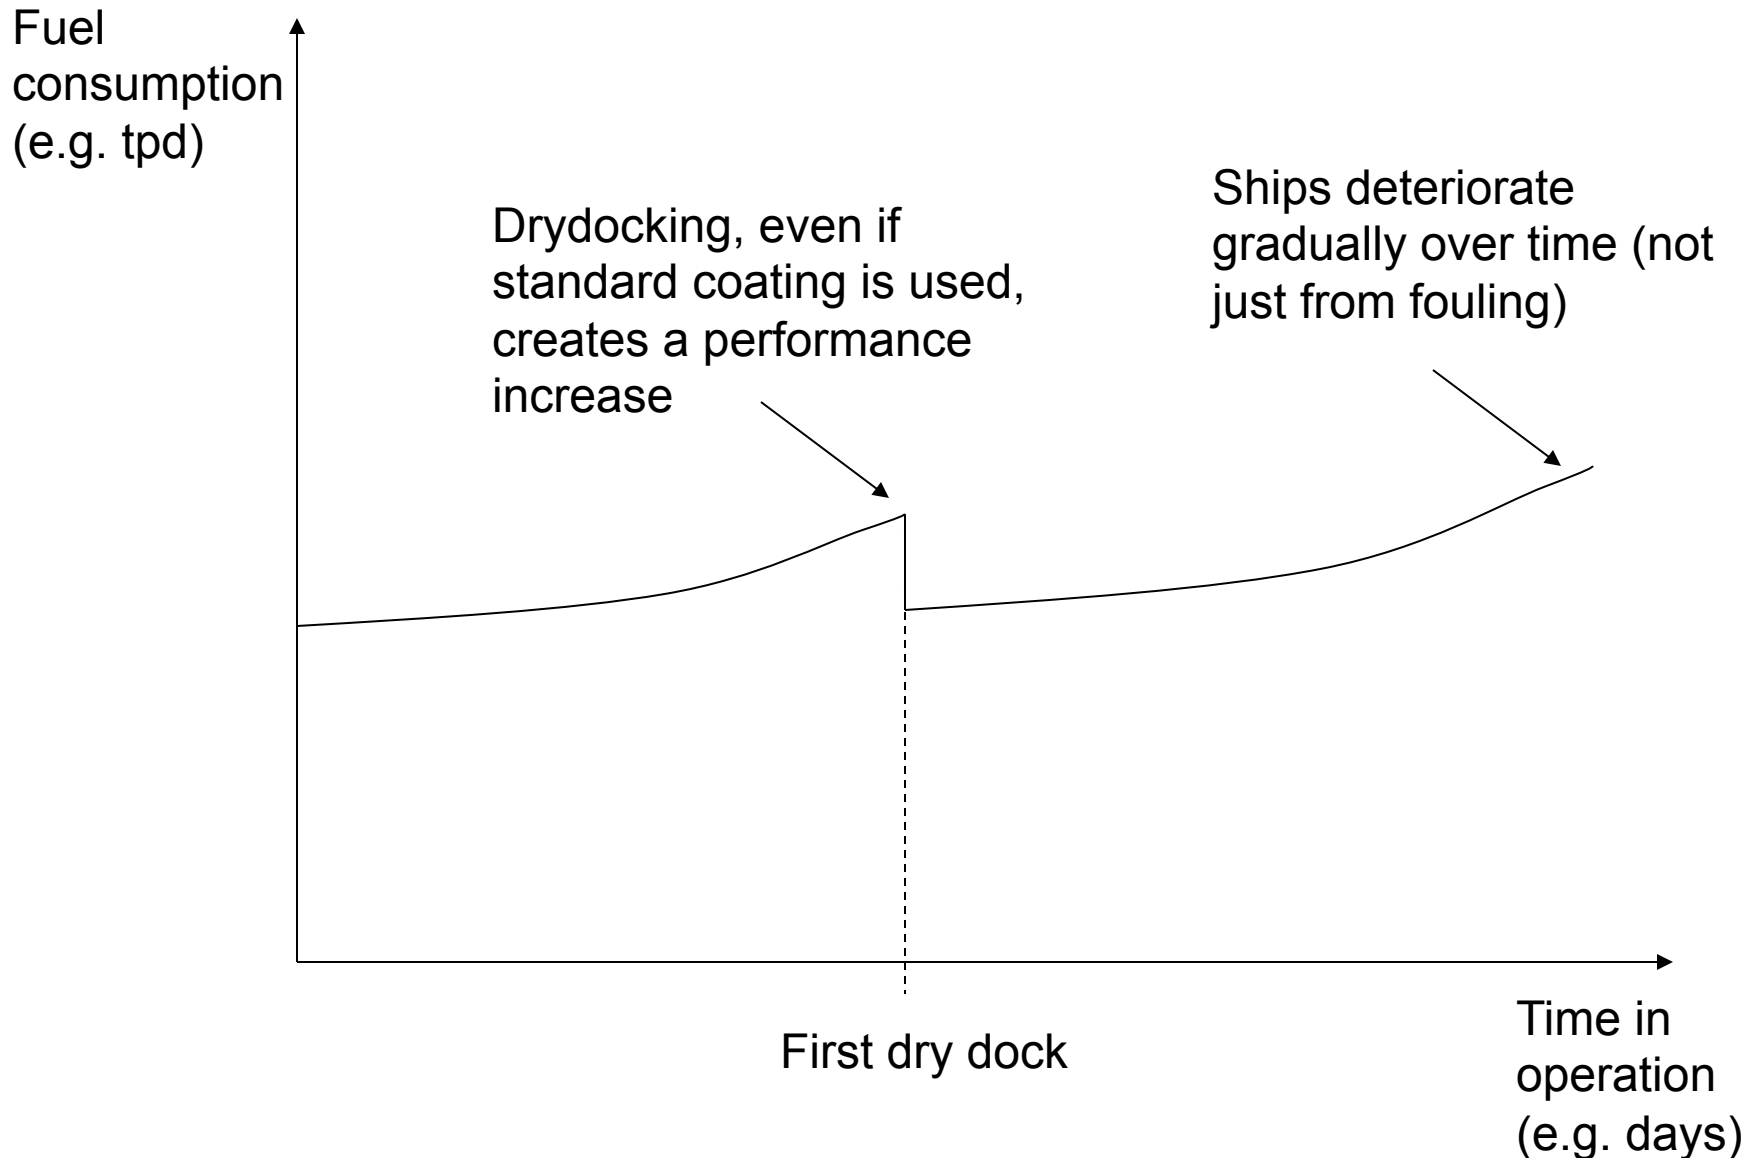 Fuel
consumption
(e.g. tpd)
Drydocking, even if
standard coating is used,
creates a performance
increase
Ships deteriorate
gradually over time (not
just from fouling)
First dry dock
Time in
operation
(e.g. days)